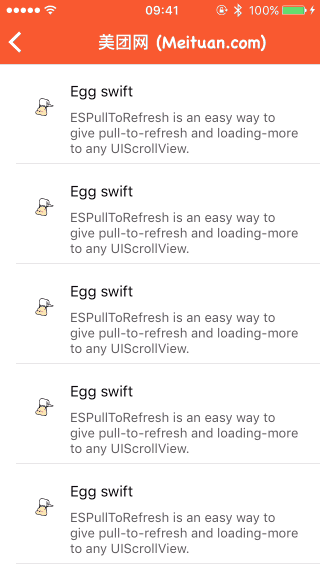 09:41
100%
美团网 (Meituan.com)
Egg swift
ESPullToRefresh is an easy way to
give pull-to-refresh and loading-more
to any UIScrollView.
Egg swift
ESPullToRefresh is an easy way to
give pull-to-refresh and loading-more
to any UIScrollView.
Egg swift
ESPullToRefresh is an easy way to
give pull-to-refresh and loading-more
to any UIScrollView.
Egg swift
ESPullToRefresh is an easy way to
give pull-to-refresh and loading-more
to any UIScrollView.
Egg swift
ESPullToRefresh is an easy way to
give pull-to-refresh and loading-more
to any UIScrollView.